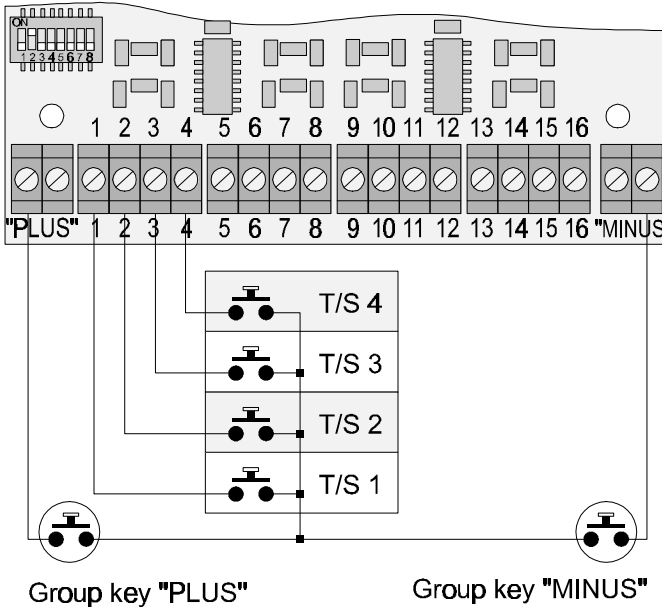 ON
1 2 3 4 5 6 7 8
1 2 3 4 5 6 7 8 9 10 11 12 13 14 15 16
"PLUS" 1 2 3 4 5 6 7 8 9 10 11 12 13 14 15 16 "MINUS
T/S 4
T/S 3
T/S 2
T/S 1
Group key "PLUS" Group key "MINUS"